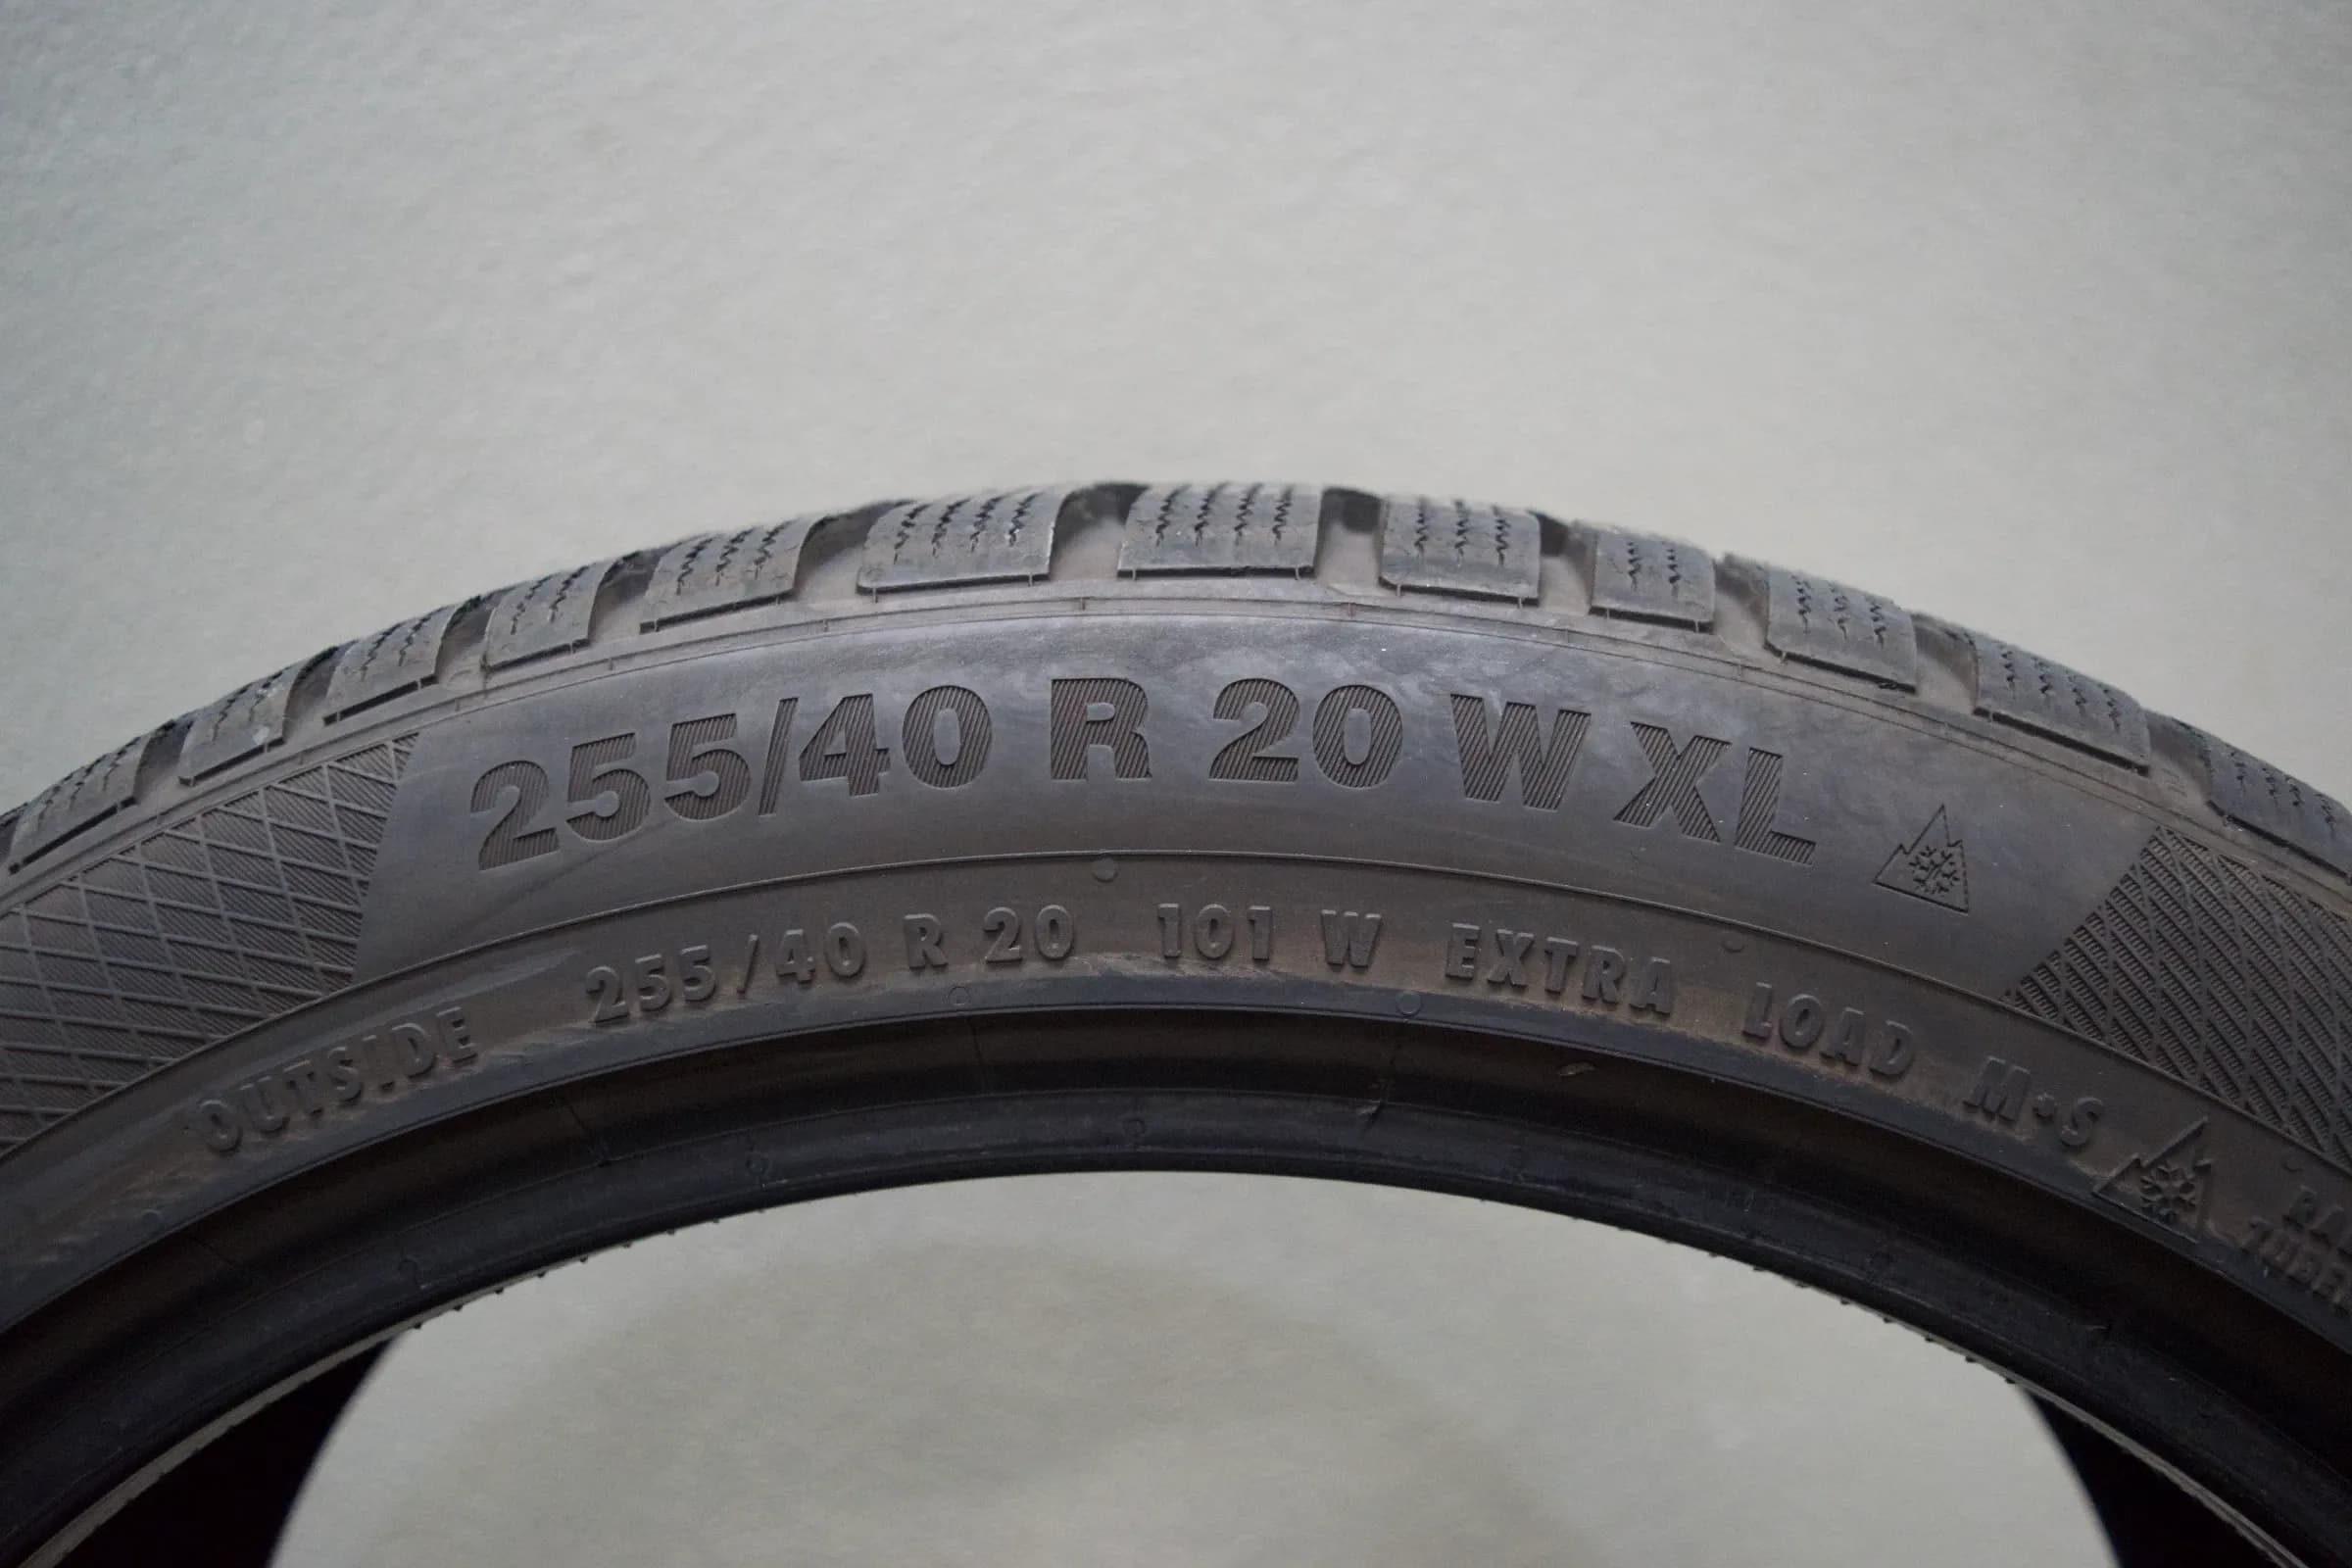 255/40 R 20 W XL
OUTSIDE 255/40 R 20 101 W EXTRA LOAD M+S